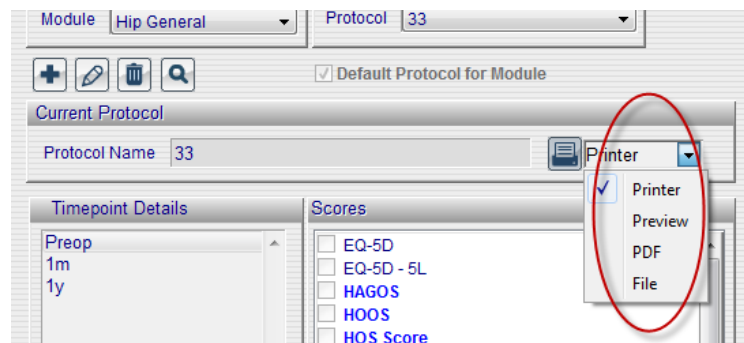 Module Hip General Protocol 33
Default Protocol for Module
Current Protocol
Protocol Name 33 Printer
Printer
Preview
PDF
File
Timepoint Details
Preop
1m
1y
Scores
EQ-5D
EQ-5D - 5L
HAGOS
HOOS
HOS Score